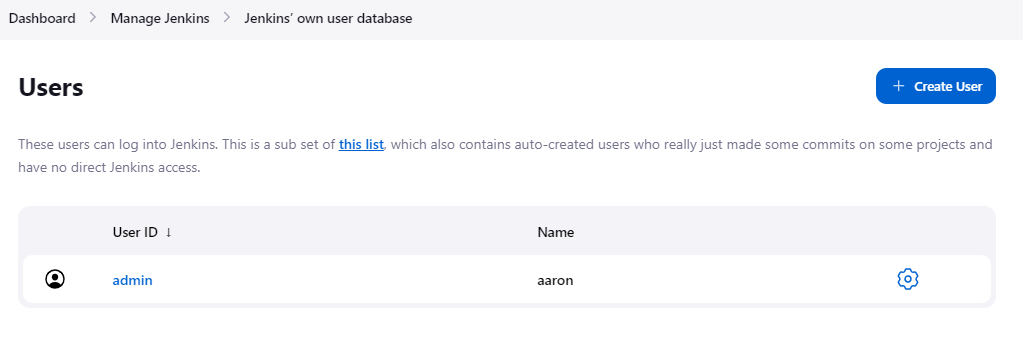 Dashboard > Manage Jenkins > Jenkins’ own user database
Users
+ Create User
These users can log into Jenkins. This is a sub set of this list, which also contains auto-created users who really just made some commits on some projects and
have no direct Jenkins access.
User ID ↓ Name
admin aaron